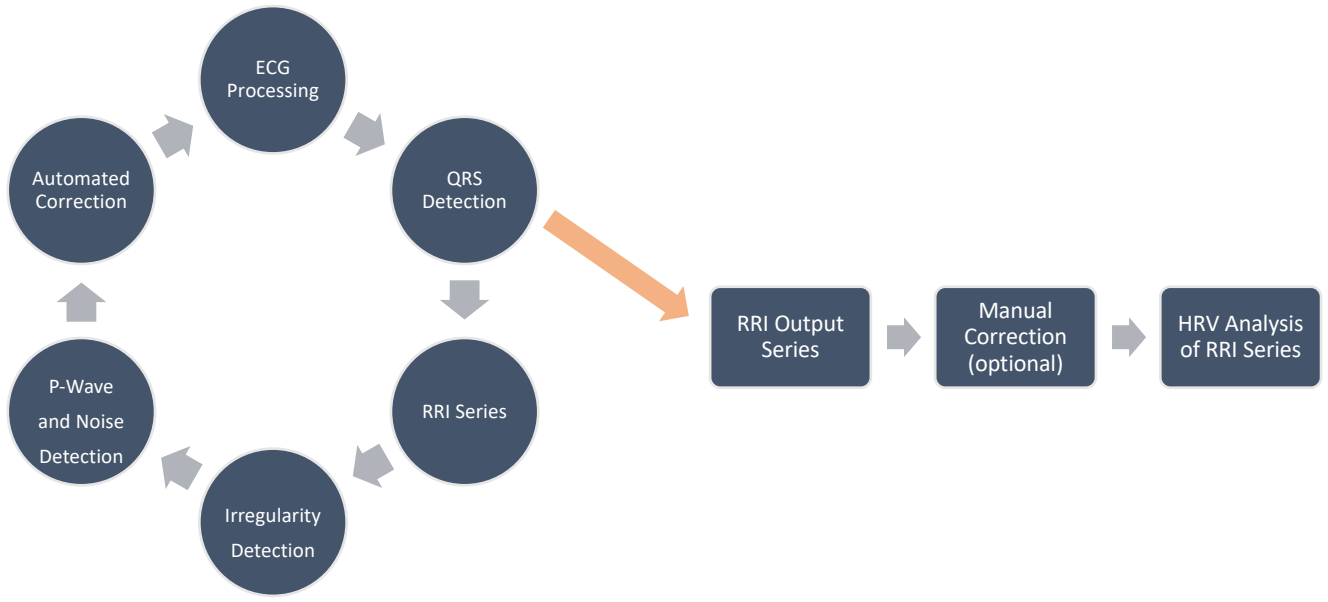 ECG
Processing
QRS
Detection
RRI Series
Irregularity
Detection
P-Wave
and Noise
Detection
Automated
Correction
RRI Output
Series
Manual
Correction
(optional)
HRV Analysis
of RRI Series